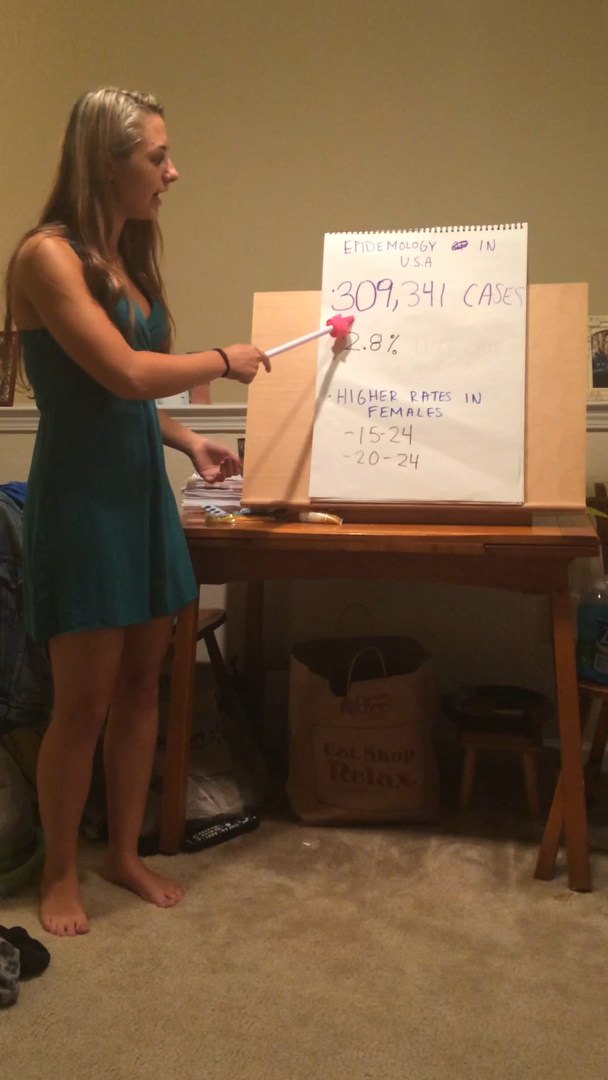 EPIDEMOLOGY IN
U.S.A
·309,341 CASES
2.8%
·HIGHER RATES IN
FEMALES
-15-24
-20-24
Eat Shop
Relax.